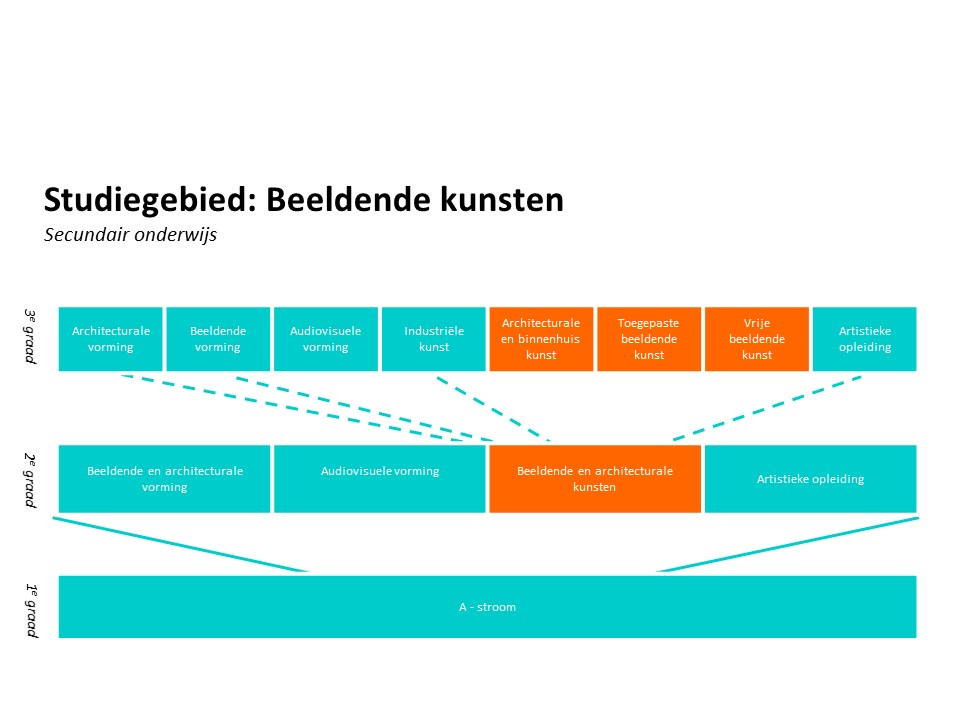 Studiegebied: Beeldende kunsten
Secundair onderwijs
3e graad
Architecturale
vorming
Beeldende
vorming
Audiovisuele
vorming
Industriële
kunst
Architecturale
en binnenhuis
kunst
Toegepaste
beeldende
kunst
Vrije
beeldende
kunst
Artistieke
opleiding
2e graad
Beeldende en architecturale
vorming
Audiovisuele vorming
Beeldende en architecturale
kunsten
Artistieke opleiding
1e graad
A - stroom